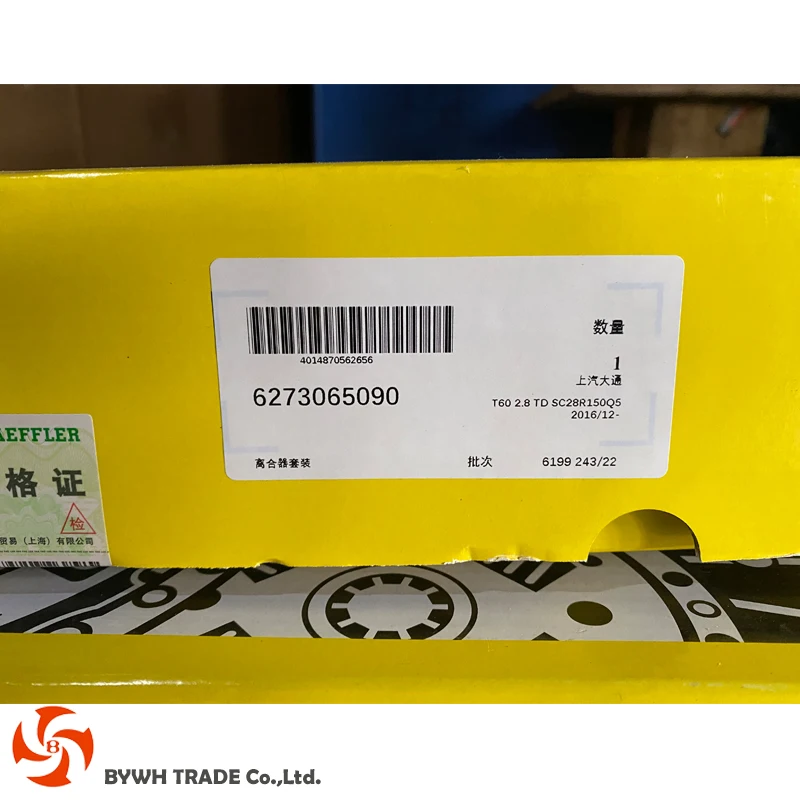 数量
4014870562656
1
上汽大通
6273065090
T60 2.8 TD SC28R150Q5
2016/12-
离合器套装
批次
6199 243/22
AEFFLER
格证
检
贸易（上海）有限公司
BYWH TRADE Co.,Ltd.